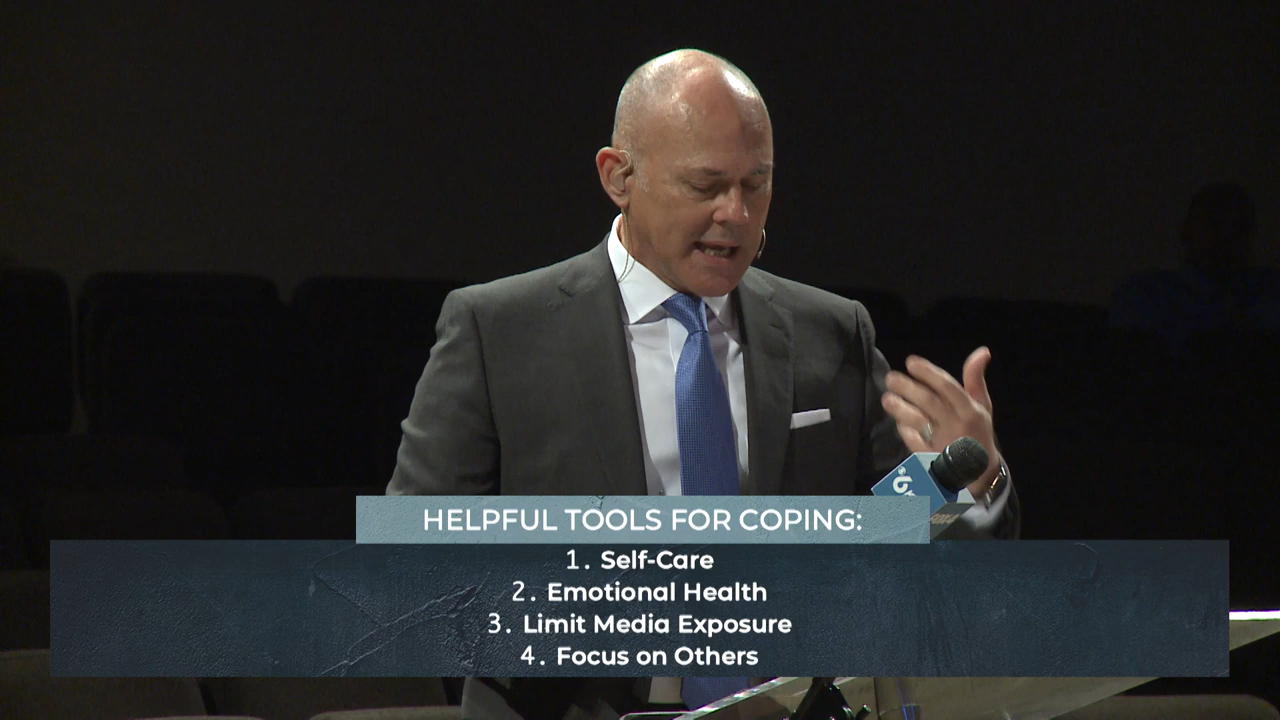 HELPFUL TOOLS FOR COPING:
1. Self-Care
2. Emotional Health
3. Limit Media Exposure
4. Focus on Others